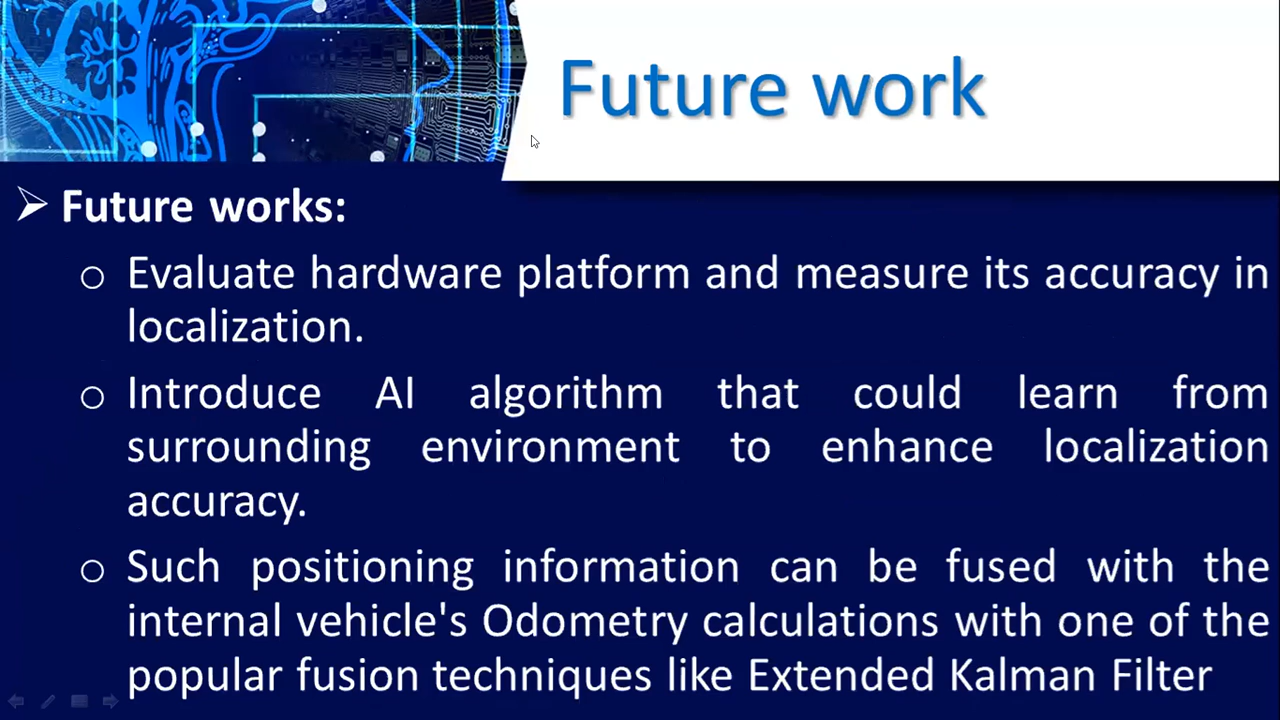 Future work
Future works:
Evaluate hardware platform and measure its accuracy in
localization.
Introduce AI algorithm that could learn from
surrounding environment to enhance localization
accuracy.
Such positioning information can be fused with the
internal vehicle's Odometry calculations with one of the
popular fusion techniques like Extended Kalman Filter